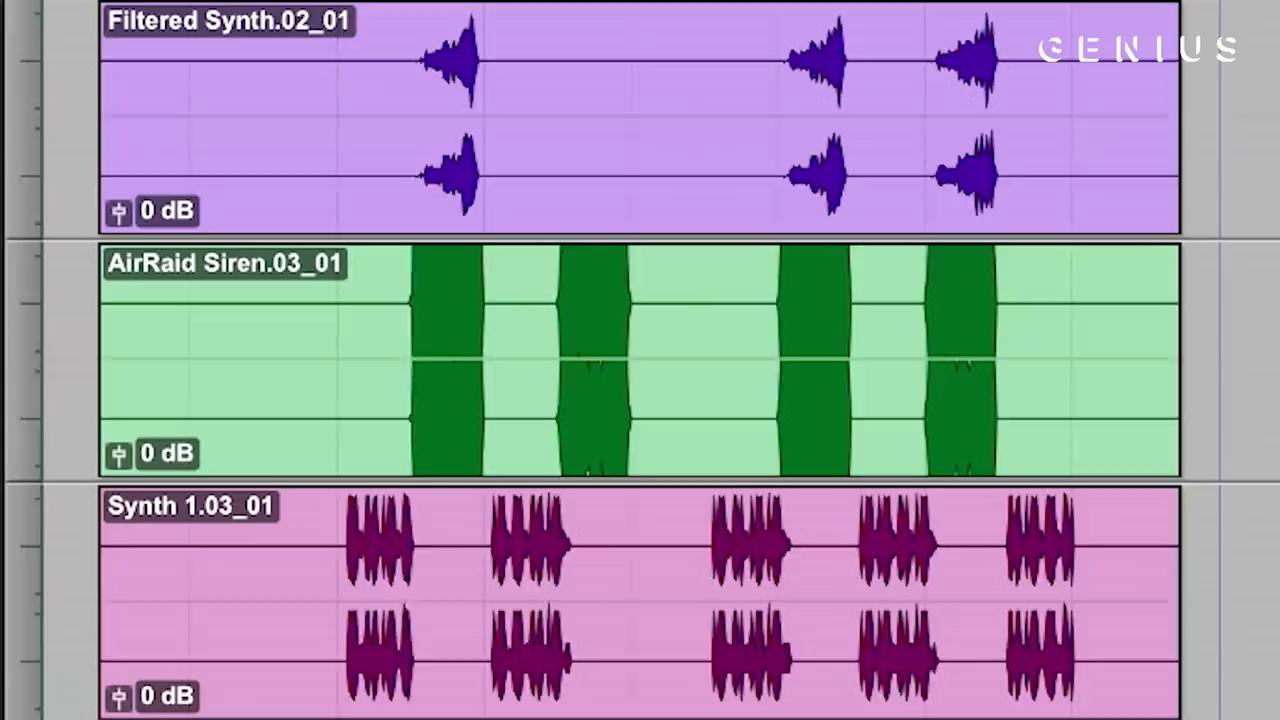 Filtered Synth.02_01
GENIUS
0 dB
AirRaid Siren.03_01
0 dB
Synth 1.03_01
0 dB